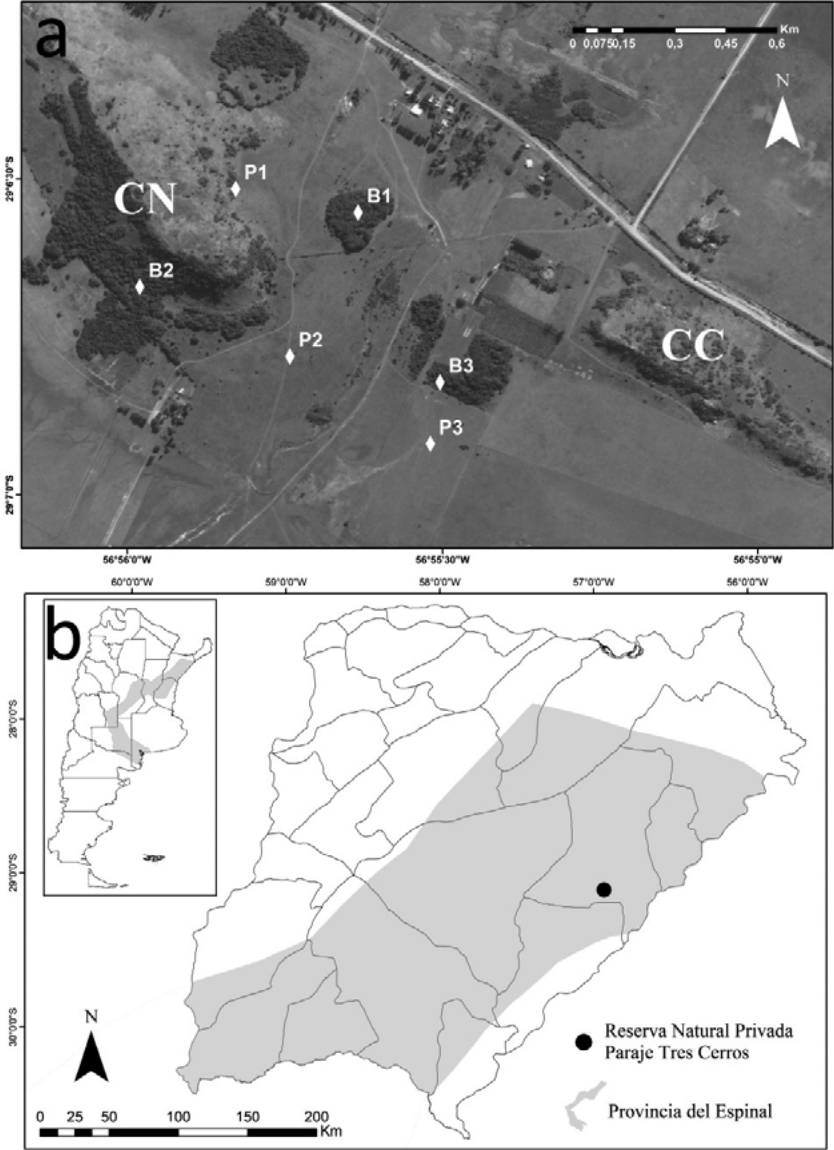 a
Km
0 0,075 0,15 0,3 0,45 0,6
N
29°6'30"S
P1
CN
B1
B2
P2
CC
B3
P3
29°7'0"S
56°56'0"W 56°55'30"W 56°55'0"W
60°0'0"W 59°0'0"W 58°0'0"W 57°0'0"W 56°0'0"W
b
28°0'0"S
29°0'0"S
30°0'0"S
N
Reserva Natural Privada
Paraje Tres Cerros
Provincia del Espinal
0 25 50 100 150 200
Km